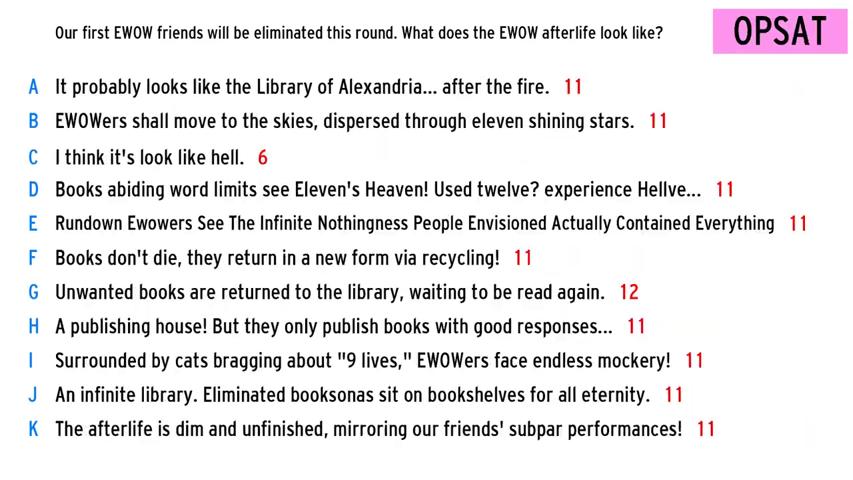 Our first EWOW friends will be eliminated this round. What does the EWOW afterlife look like?
OPSAT
A It probably looks like the Library of Alexandria... after the fire. 11
B EWOWers shall move to the skies, dispersed through eleven shining stars. 11
C I think it's look like hell. 6
D Books abiding word limits see Eleven's Heaven! Used twelve? experience Hellve... 11
E Rundown Ewowers See The Infinite Nothingness People Envisioned Actually Contained Everything 11
F Books don't die, they return in a new form via recycling! 11
G Unwanted books are returned to the library, waiting to be read again. 12
H A publishing house! But they only publish books with good responses... 11
I Surrounded by cats bragging about "9 lives," EWOWers face endless mockery! 11
J An infinite library. Eliminated booksonas sit on bookshelves for all eternity. 11
K The afterlife is dim and unfinished, mirroring our friends' subpar performances! 11